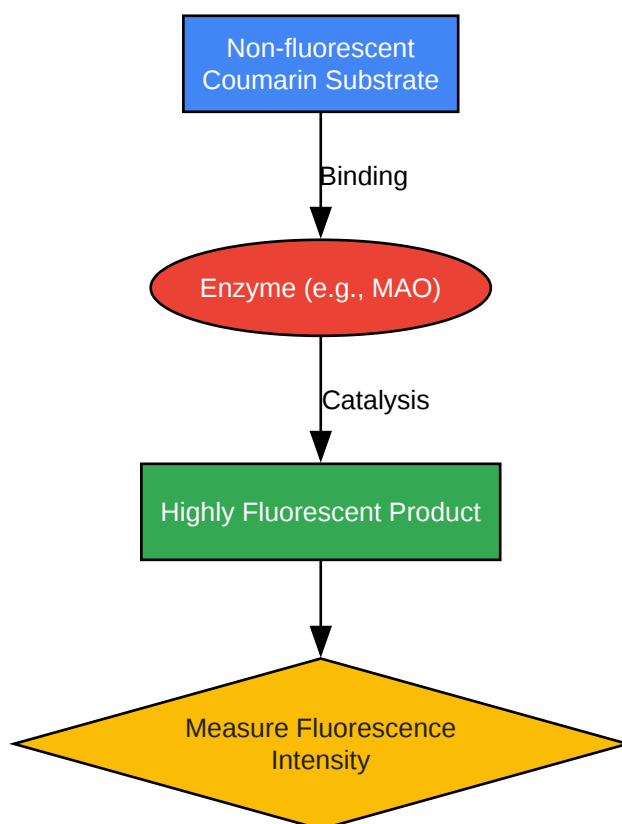 Non-fluorescent
Coumarin Substrate
Binding
Enzyme (e.g., MAO)
Catalysis
Highly Fluorescent Product
Measure Fluorescence
Intensity